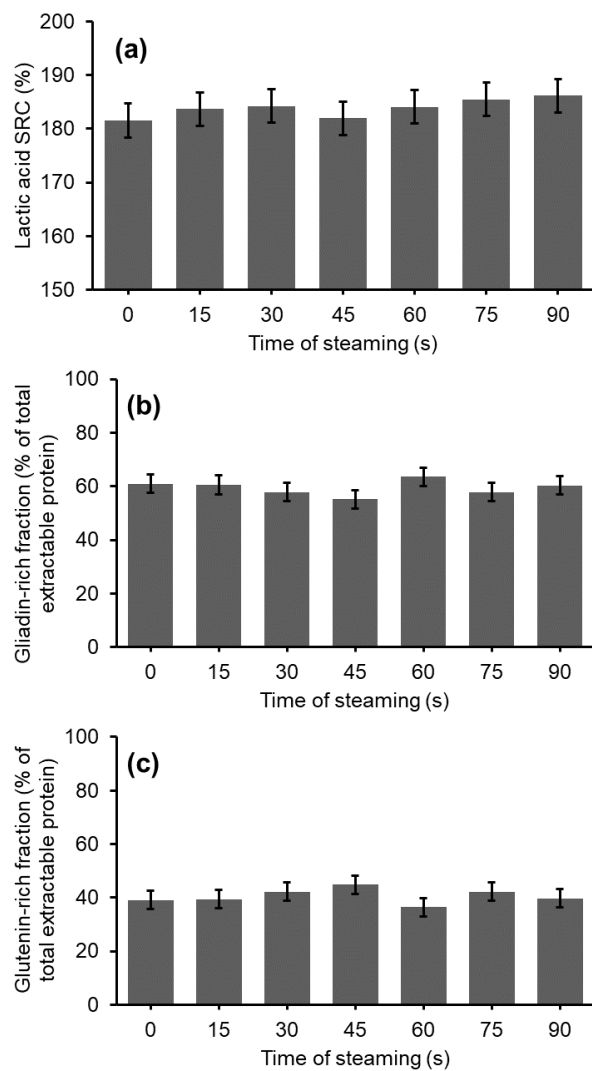 (a)
Lactic acid SRC (%)
200
190
180
170
160
150
0 15 30 45 60 75 90
Time of steaming (s)
(b)
Gliadin-rich fraction (% of total
extractable protein)
100
80
60
40
20
0
0 15 30 45 60 75 90
Time of steaming (s)
(c)
Glutenin-rich fraction (% of
total extractable protein)
100
80
60
40
20
0
0 15 30 45 60 75 90
Time of steaming (s)